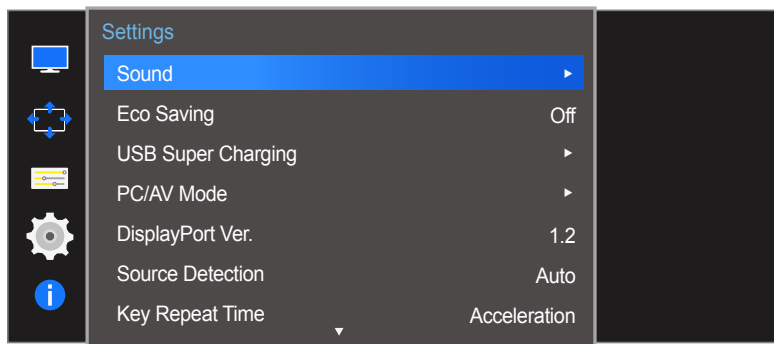 Settings
Sound
Eco Saving Off
USB Super Charging
PC/AV Mode
DisplayPort Ver. 1.2
Source Detection Auto
Key Repeat Time Acceleration